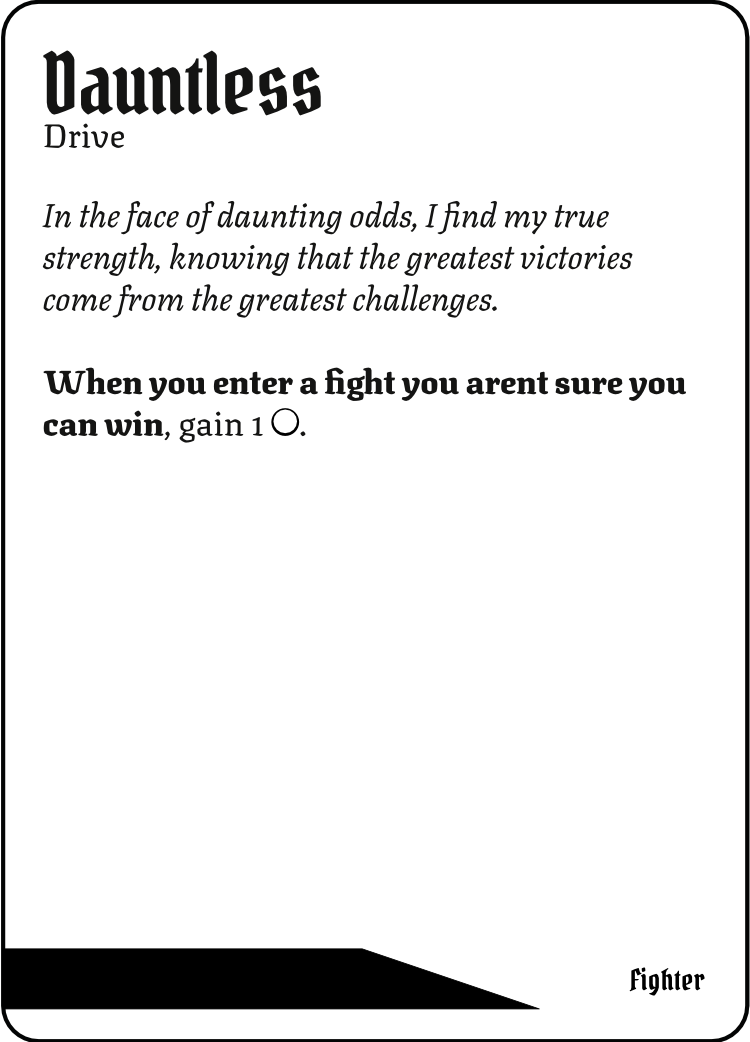 Dauntless
Drive
In the face of daunting odds, I find my true
strength, knowing that the greatest victories
come from the greatest challenges.
When you enter a fight you arent sure you
can win, gain 1 ○.
Fighter